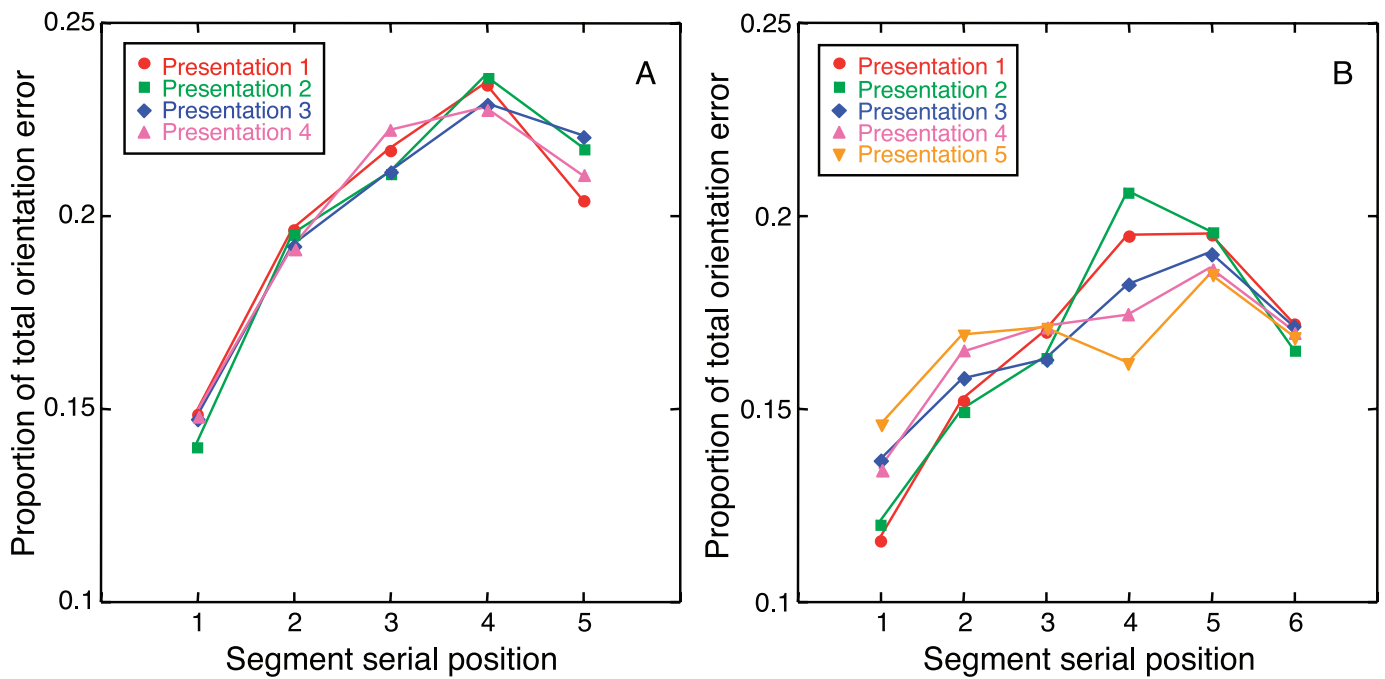 Proportion of total orientation error
0.25
0.2
0.15
0.1
Presentation 1
Presentation 2
Presentation 3
Presentation 4
A
1 2 3 4 5
Segment serial position
Proportion of total orientation error
0.25
0.2
0.15
0.1
Presentation 1
Presentation 2
Presentation 3
Presentation 4
Presentation 5
B
1 2 3 4 5 6
Segment serial position